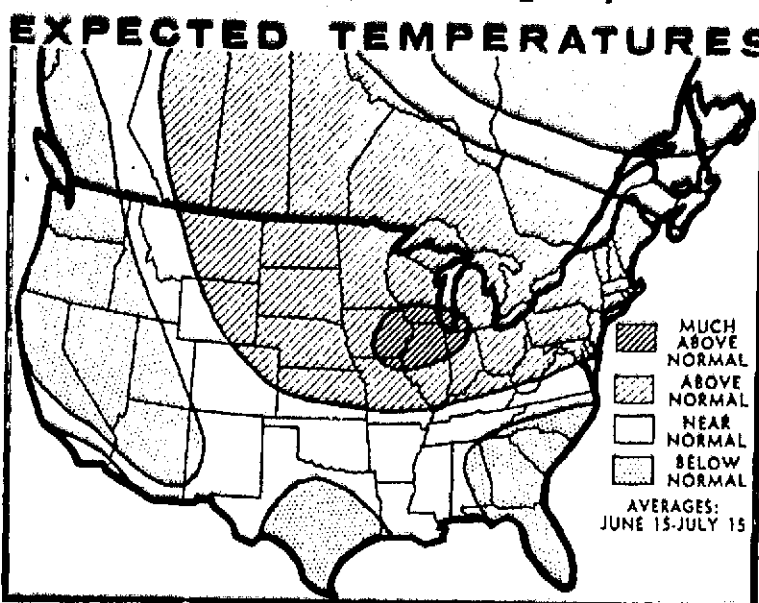 EXPECTED TEMPERATURES
MUCH
ABOVE
NORMAL
ABOVE
NORMAL
NEAR
NORMAL
BELOW
NORMAL
AVERAGES:
JUNE 15-JULY 15